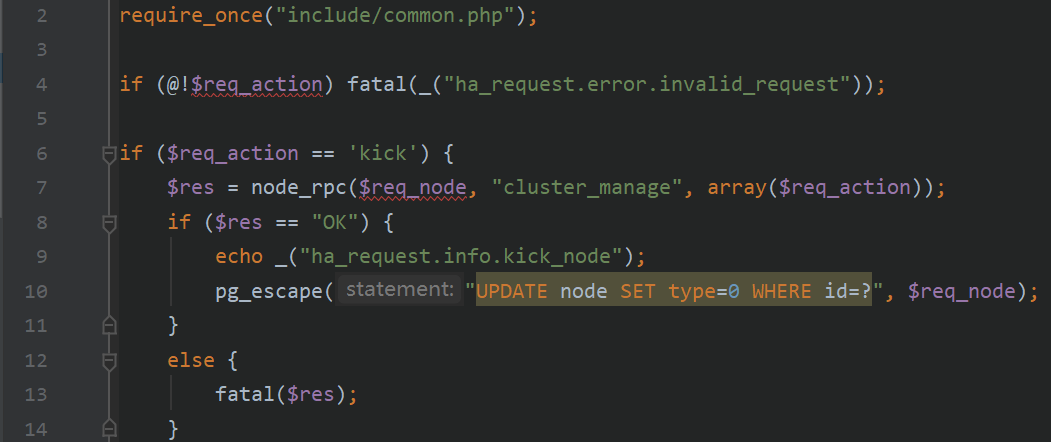 2 require_once("include/common.php");
3
4 if (@!$req_action) fatal(_("ha_request.error.invalid_request"));
5
6 if ($req_action == 'kick') {
7 $res = node_rpc($req_node, "cluster_manage", array($req_action));
8 if ($res == "OK") {
9 echo _("ha_request.info.kick_node");
10 pg_escape( statement: "UPDATE node SET type=0 WHERE id=?", $req_node);
11 }
12 else {
13 fatal($res);
14 }